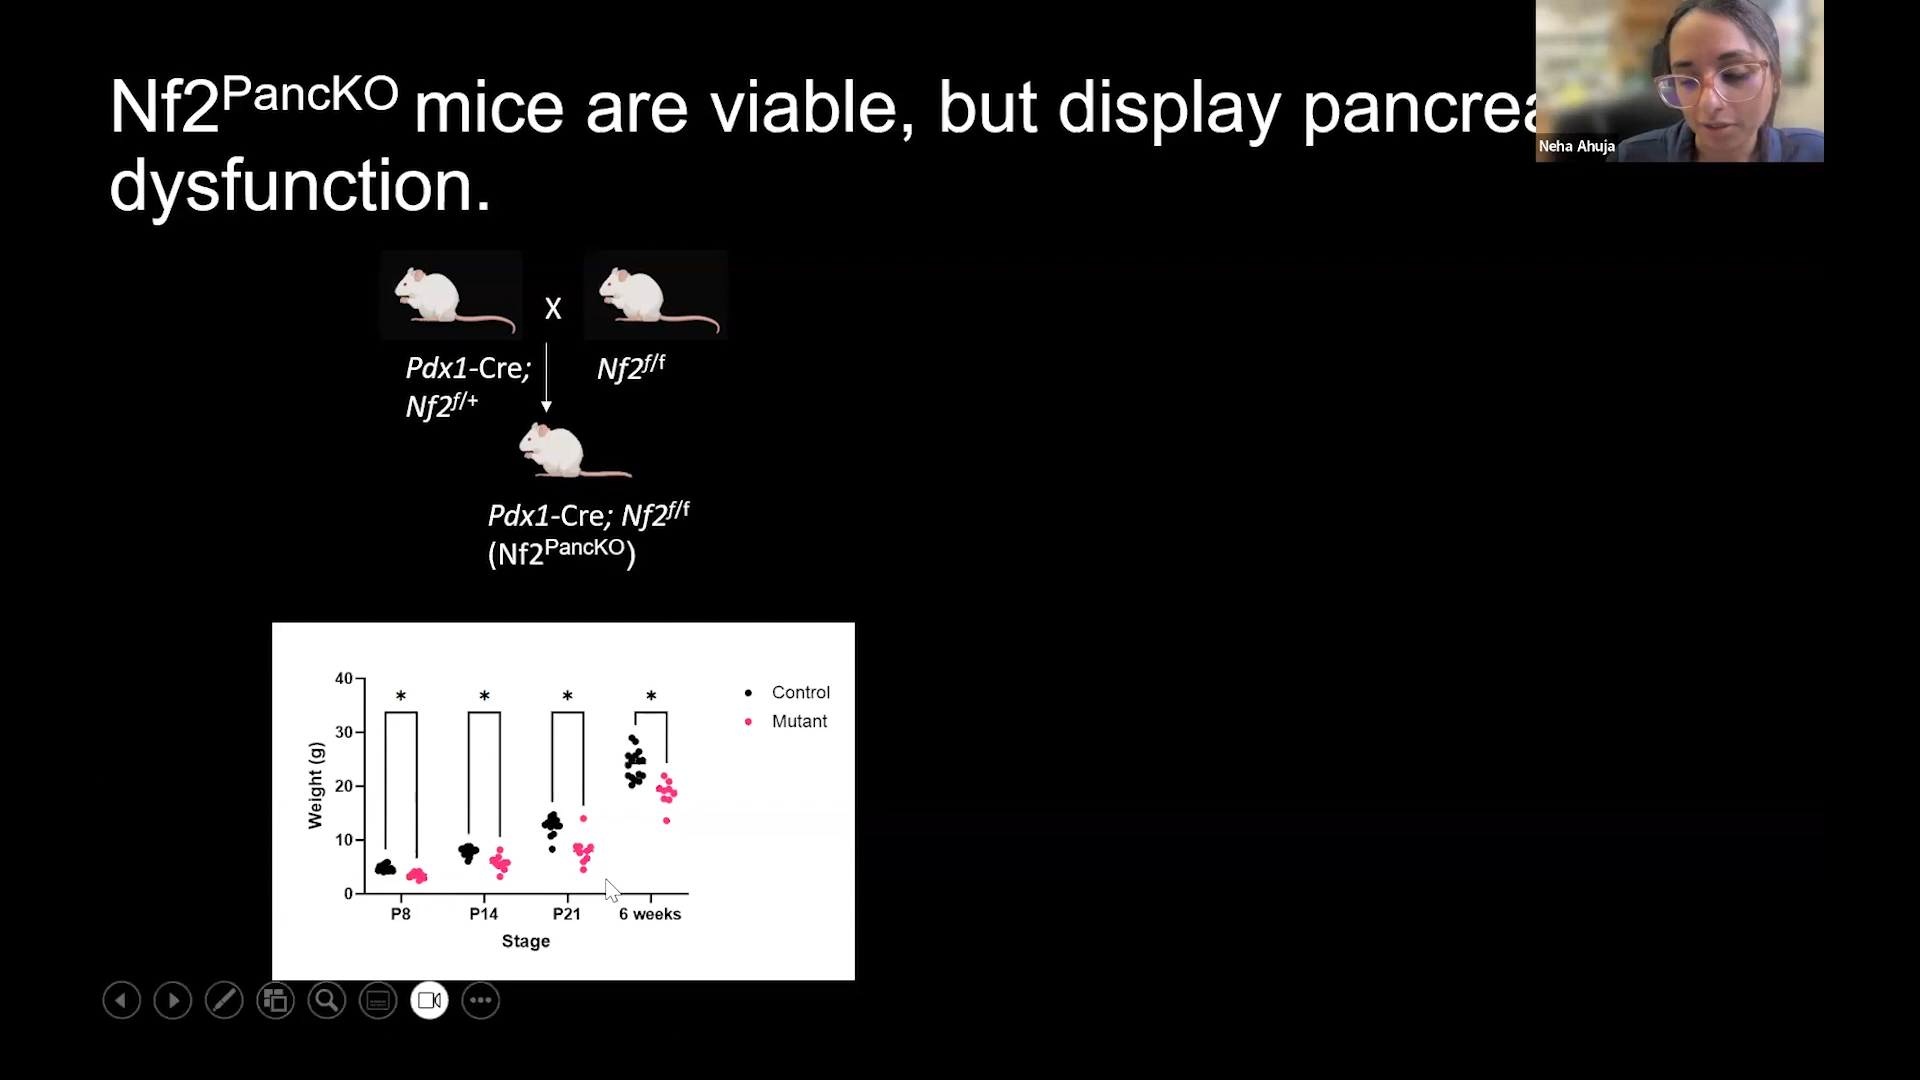 Nf2PancKO mice are viable, but display pancrea
dysfunction.
Neha Ahuja
X
Pdx1-Cre; Nf2f/f
Nf2f/+
Pdx1-Cre; Nf2f/f
(Nf2PancKO)
40
30
20
10
0
Weight (g)
* * * *
Control
Mutant
P8 P14 P21 6 weeks
Stage